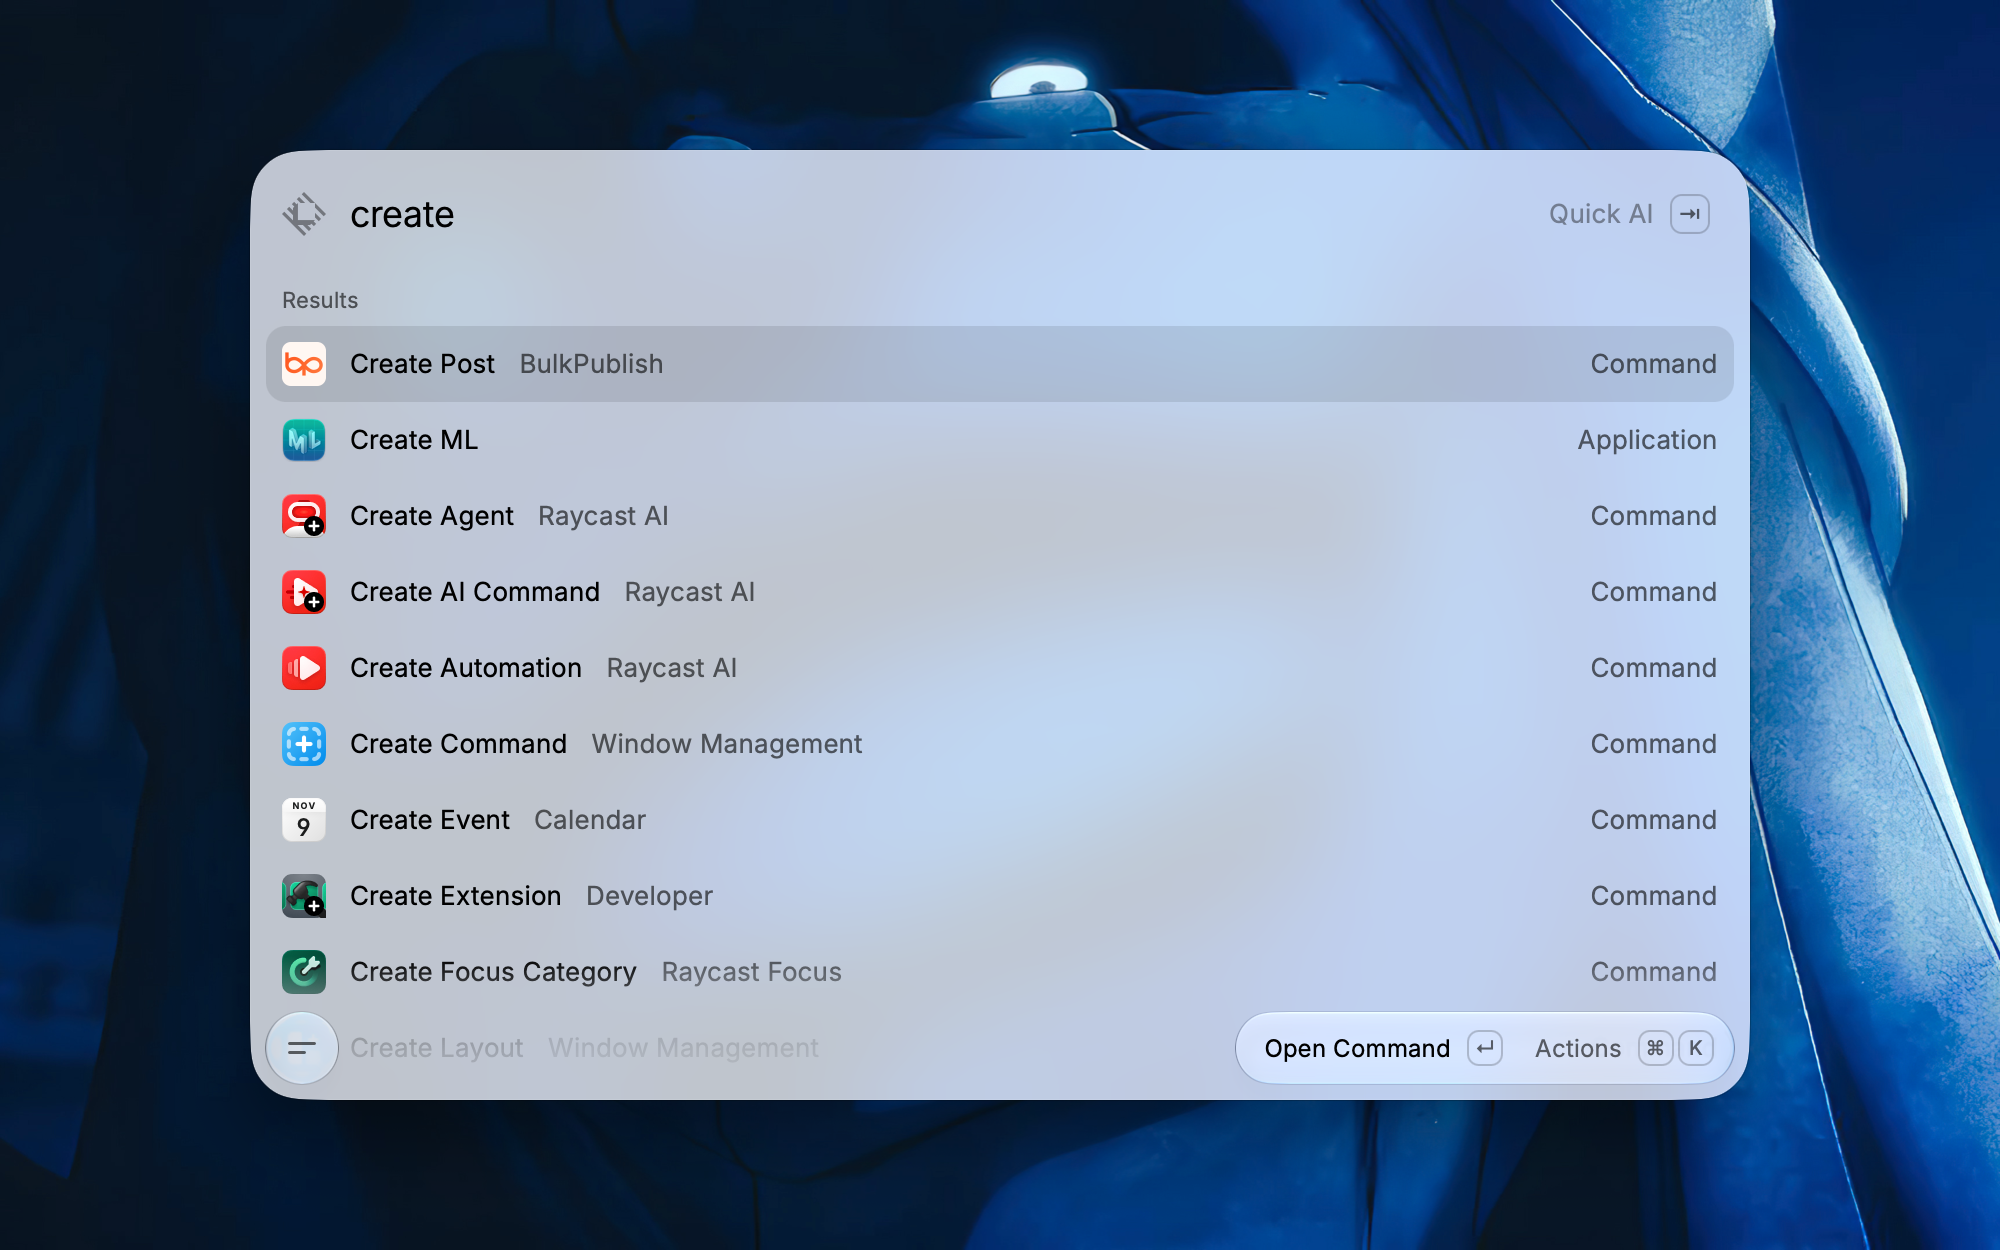 create Quick AI
Results
Create Post BulkPublish Command
Create ML Application
Create Agent Raycast AI Command
Create AI Command Raycast AI Command
Create Automation Raycast AI Command
Create Command Window Management Command
NOV
9
Create Event Calendar Command
Create Extension Developer Command
Create Focus Category Raycast Focus Command
Create Layout Window Management
Open Command ↵ Actions ⌘ K